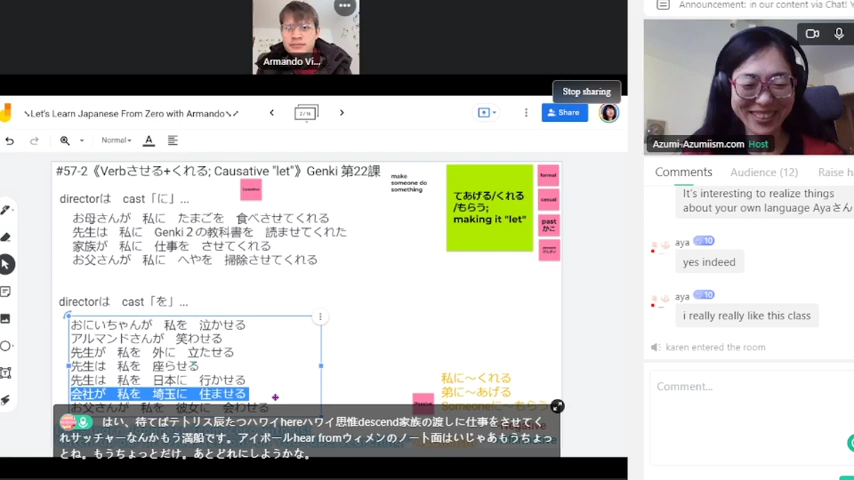 Armando Vi...
Stop sharing
Announcement: in our content via Chat! Y
↘Let's Learn Japanese From Zero with Armando↙
Share
Normal
#57-2《Verbさせる+くれる; Causative "let"》Genki 第22課
make
someone do
something
てあげる/くれる
/もらう;
making it "let"
formal
casual
past
かこ
directorは　cast「に」...
お母さんが　私に　たまごを　食べさせてくれる
先生は　私に　Genki２の教科書を　読ませてくれた
家族が　私に　仕事を　させてくれる
お父さんが　私に　へやを　掃除させてくれる
directorは　cast「を」...
おにいちゃんが　私を　泣かせる
アルマンドさんが　笑わせる
先生が　私を　外に　立たせる
先生は　私を　座らせる
先生は　私を　日本に　行かせる
会社が　私を　埼玉に　住ませる
お父さんが　私を　彼女に　会わせる
私に〜くれる
弟に〜あげる
Someoneに〜もらう
はい、待てばテトリス辰たつハワイhereハワイ思惟descend家族の渡しに仕事をさせてく
れサッチャーなんかもう満船です。アイポールhear fromウィメンのノート面はいじゃあもうちょっ
とね。もうちょっとだけ。あとどれにしようかな。
Azumi-Azumiism.com Host
Comments
Audience (12)
Raise h
It's interesting to realize things
about your own language Ayaさん
aya 10
yes indeed
aya 10
i really really like this class
karen entered the room
Comment...